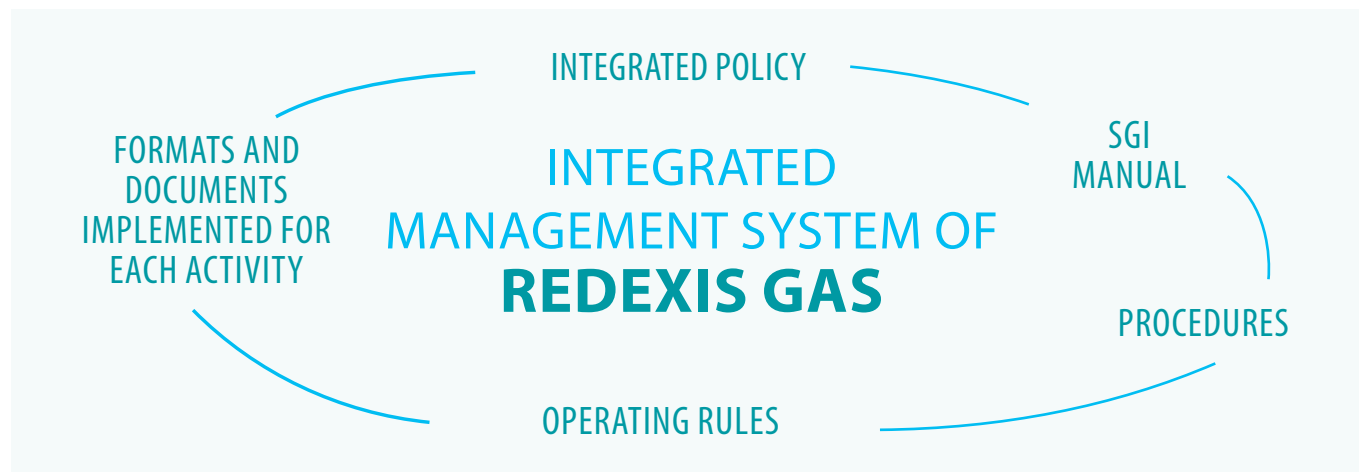 INTEGRATED POLICY
SGI
MANUAL
PROCEDURES
OPERATING RULES
FORMATS AND
DOCUMENTS
IMPLEMENTED FOR
EACH ACTIVITY
INTEGRATED
MANAGEMENT SYSTEM OF
REDEXIS GAS